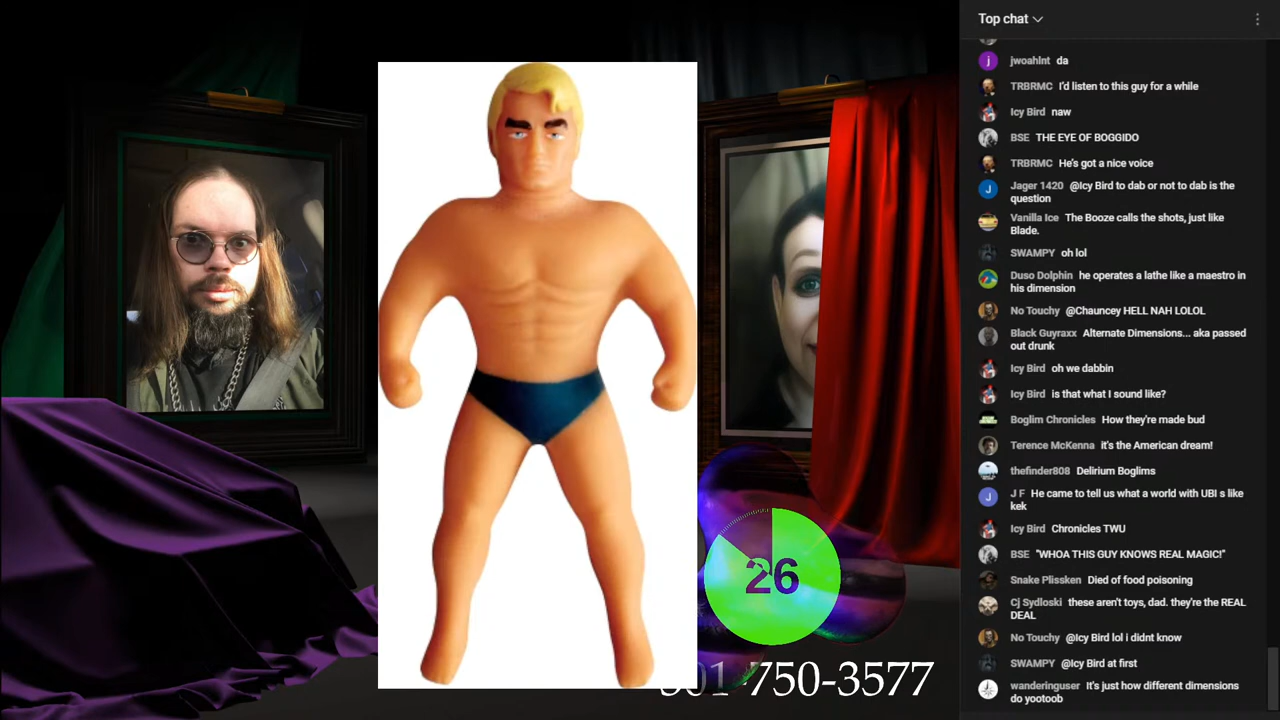 Top chat
jwoahlnt da
TRBRMC I'd listen to this guy for a while
Icy Bird naw
BSE THE EYE OF BOGGIDO
TRBRMC He's got a nice voice
Jager 1420 @Icy Bird to dab or not to dab is the
question
Vanilla Ice The Booze calls the shots, just like
Blade.
SWAMPY oh lol
Duso Dolphin he operates a lathe like a maestro in
his dimension
No Touchy @Chauncey HELL NAH LOLOL
Black Guyraxx Alternate Dimensions... aka passed
out drunk
Icy Bird oh we dabbin
Icy Bird is that what I sound like?
Boglim Chronicles How they're made bud
Terence McKenna it's the American dream!
thefinder808 Delirium Boglims
J F He came to tell us what a world with UBI s like
kek
Icy Bird Chronicles TWU
BSE "WHOA THIS GUY KNOWS REAL MAGIC!"
Snake Plissken Died of food poisoning
Cj Sydloski these aren't toys, dad. they're the REAL
DEAL
No Touchy @Icy Bird lol i didnt know
SWAMPY @Icy Bird at first
wanderinguser It's just how different dimensions
do yootoob
J
J
j
26
01-750-3577